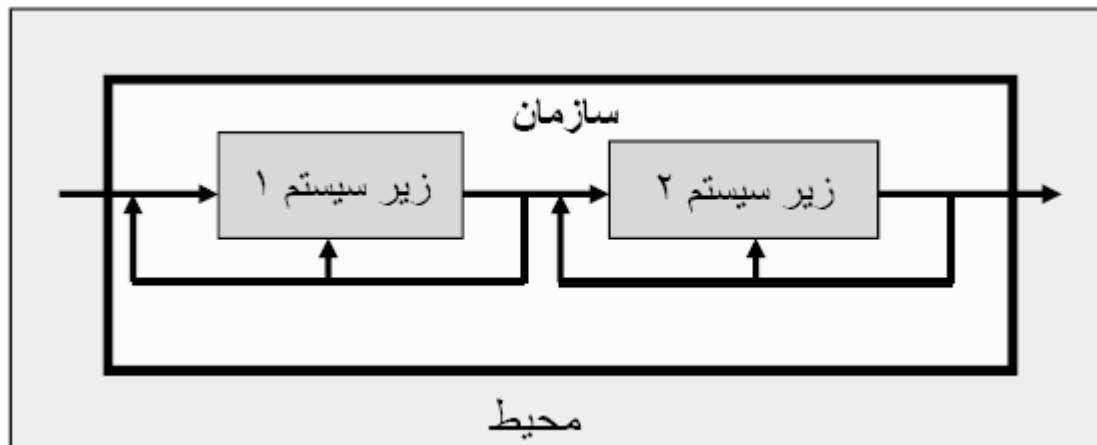 سازمان
زیر سیستم ۱
زیر سیستم ۲
محیط